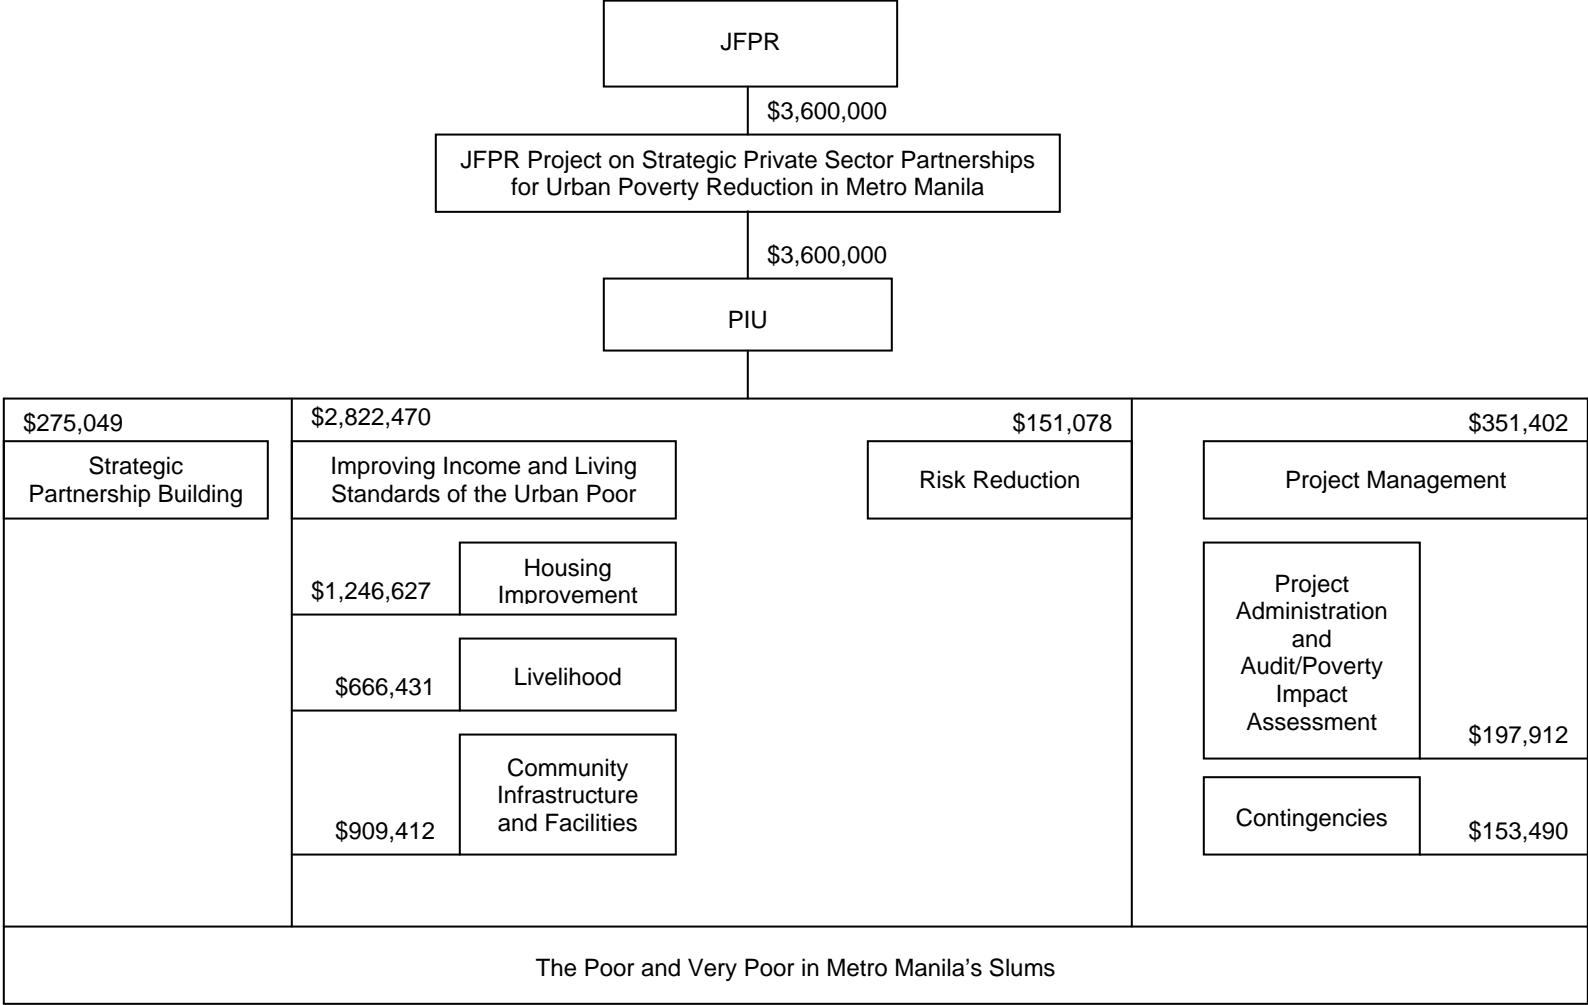 JFPR
$3,600,000
JFPR Project on Strategic Private Sector Partnerships
for Urban Poverty Reduction in Metro Manila
$3,600,000
PIU
$275,049
$2,822,470
$151,078
$351,402
Strategic
Partnership Building
Improving Income and Living
Standards of the Urban Poor
Risk Reduction
Project Management
$1,246,627
Housing
Improvement
$666,431
Livelihood
$909,412
Community
Infrastructure
and Facilities
Project
Administration
and
Audit/Poverty
Impact
Assessment
$197,912
Contingencies
$153,490
The Poor and Very Poor in Metro Manila’s Slums